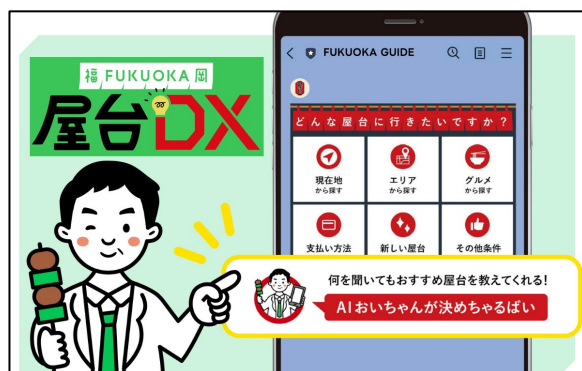 福 FUKUOKA 岡
屋台DX
FUKUOKA GUIDE
どんな屋台に行きたいですか?
現在地
から探す
エリア
から探す
グルメ
から探す
支払い方法
新しい屋台
その他条件
何を聞いてもおすすめ屋台を教えてくれる!
AIおいちゃんが決めちゃるばい